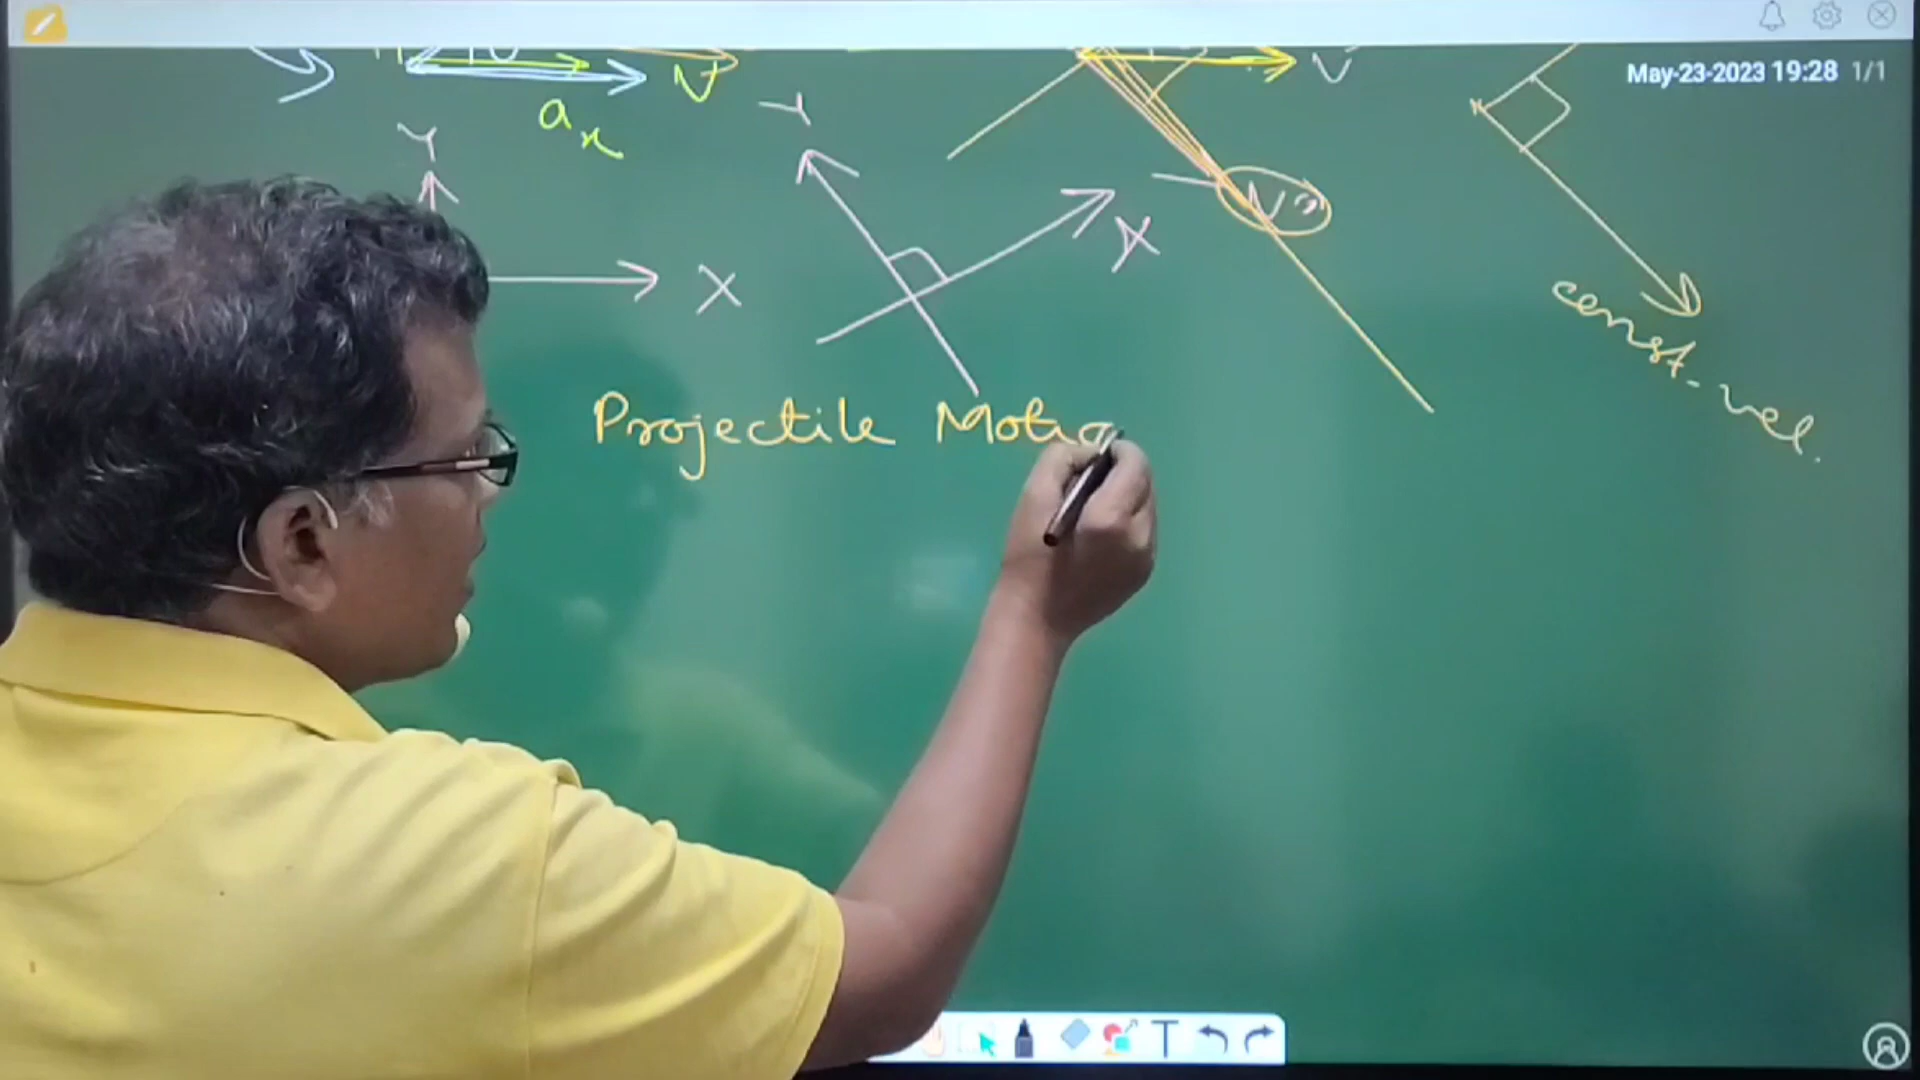 May-23-2023 19:28 1/1
V
V
a x
Y
Y
X
X
const. vel.
Projectile Motio
T